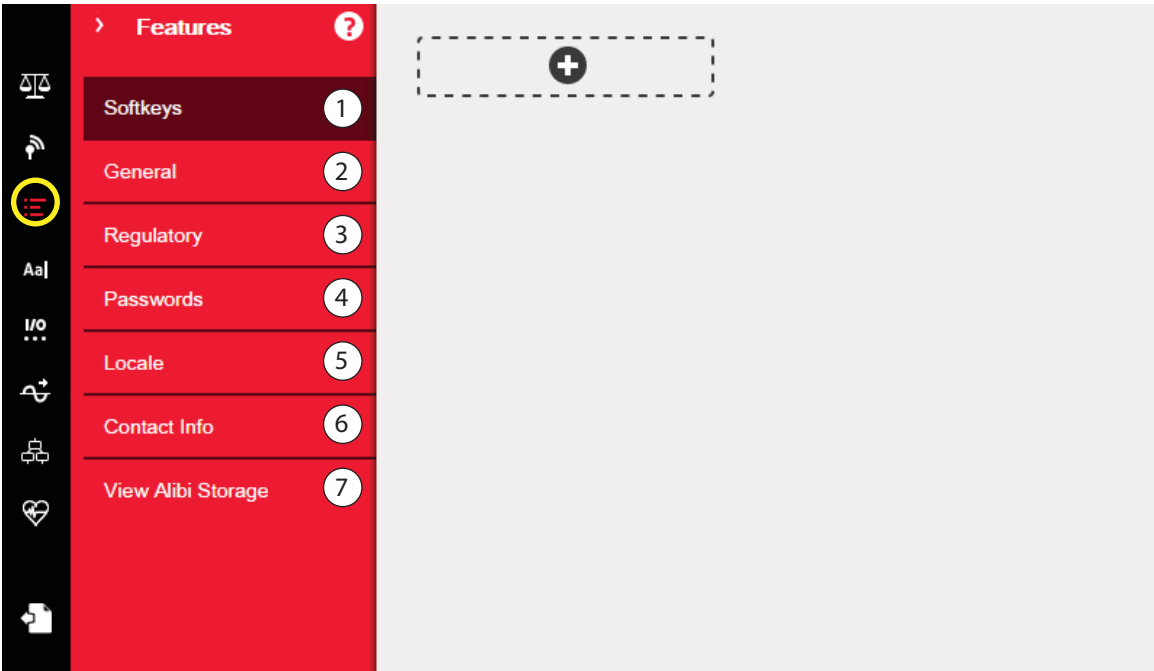 Features
?
Softkeys 1
General 2
Regulatory 3
Aa
Passwords 4
I/O
Locale 5
Contact Info 6
View Alibi Storage 7